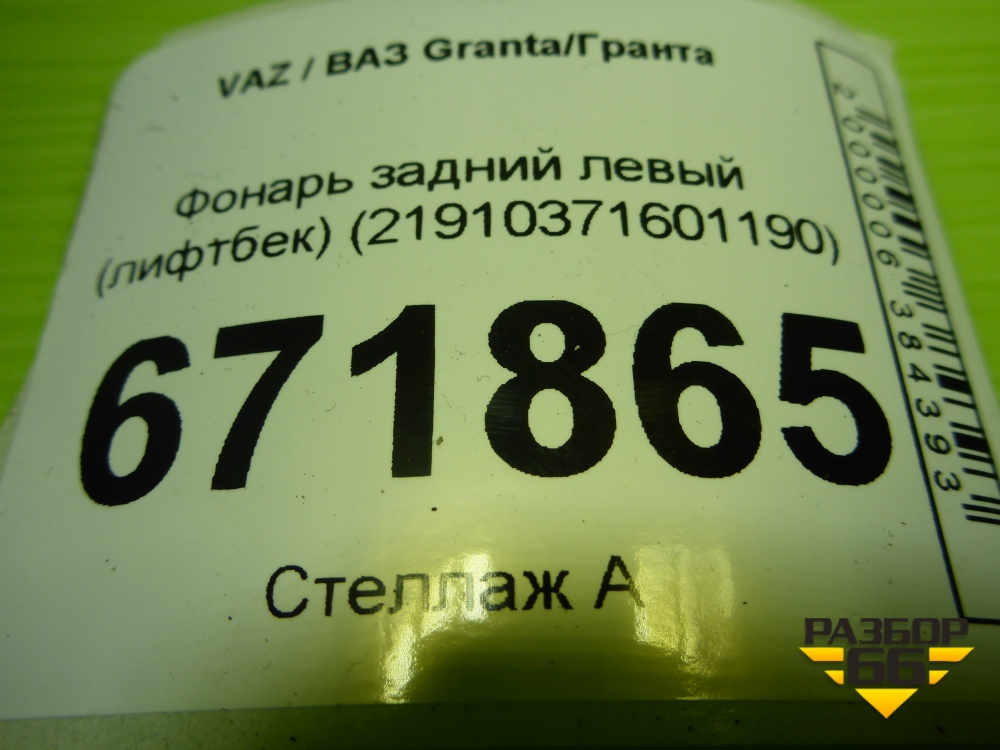 VAZ / ВАЗ Granta/Гранта
Фонарь задний левый
(лифтбек) (21910371601190)
671865
Стеллаж А
2000006384393
РАЗБОР
66